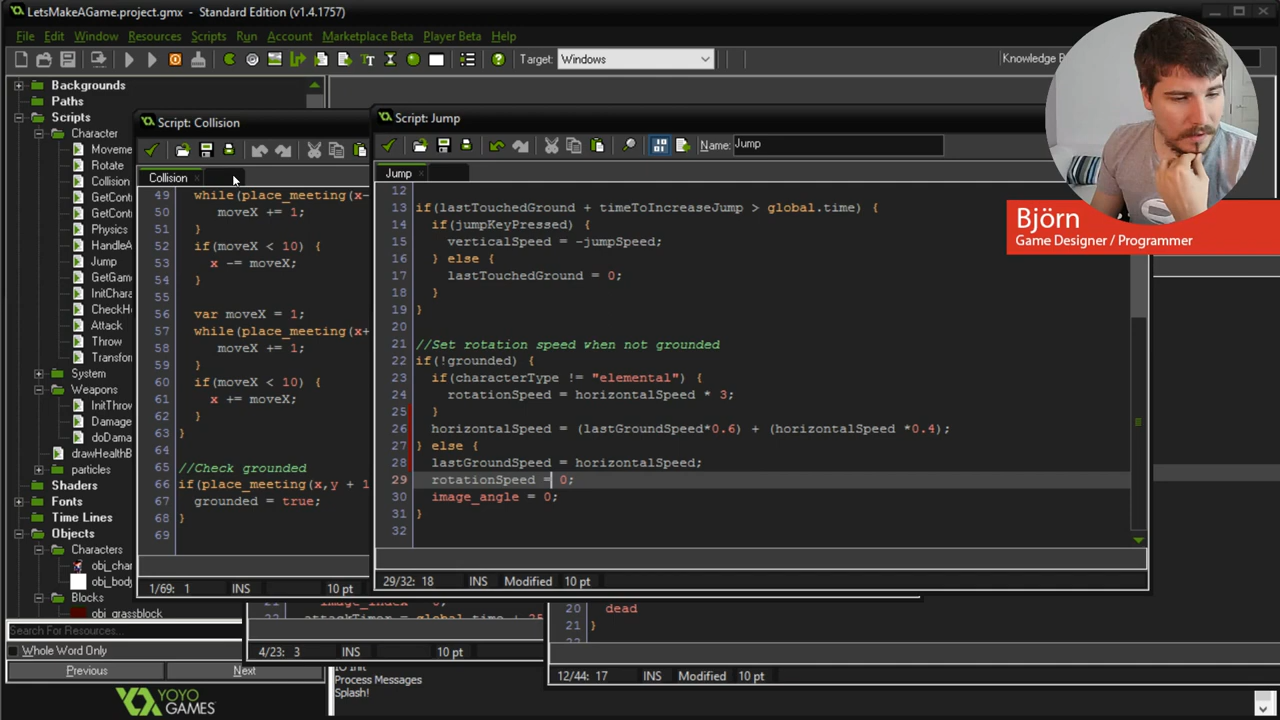 LetsMakeAGame.project.gmx - Standard Edition (v1.4.1757)
File Edit Window Resources Scripts Run Account Marketplace Beta Player Beta Help
Target: Windows
Knowledge
Backgrounds
Paths
Scripts
Character
Movem
Rotate
Collision
GetCont
GetCont
Physics
HandleA
Jump
GetGam
InitChara
CheckH
Attack
Throw
Transfor
System
Weapons
InitThro
Damage
doDama
drawHealthB
particles
Shaders
Fonts
Time Lines
Objects
Characters
obj_cha
obj_body
Blocks
obj_grassblock
Search For Resources...
Whole Word Only
Previous Next
YOYO
GAMES™
Script: Collision
Collision
49 while(place_meeting(x-
50 moveX += 1;
51 }
52 if(moveX < 10) {
53 x -= moveX;
54 }
55
56 var moveX = 1;
57 while(place_meeting(x+
58 moveX += 1;
59 }
60 if(moveX < 10) {
61 x += moveX;
62 }
63 }
64
65 //Check grounded
66 if(place_meeting(x,y + 1
67 grounded = true;
68 }
69
1/69: 1 INS 10 pt
Script: Jump
Name: Jump
Jump
12
13 if(lastTouchedGround + timeToIncreaseJump > global.time) {
14 if(jumpKeyPressed) {
15 verticalSpeed = -jumpSpeed;
16 } else {
17 lastTouchedGround = 0;
18 }
19 }
20
21 //Set rotation speed when not grounded
22 if(!grounded) {
23 if(characterType != "elemental") {
24 rotationSpeed = horizontalSpeed * 3;
25 }
26 horizontalSpeed = (lastGroundSpeed*0.6) + (horizontalSpeed *0.4);
27 } else {
28 lastGroundSpeed = horizontalSpeed;
29 rotationSpeed = 0;
30 image_angle = 0;
31 }
32
29/32: 18 INS Modified 10 pt
Björn
Game Designer / Programmer
image_index = 0;
attackTimer = global.time + 25
4/23: 3 INS 10 pt
20 dead
21 }
12/44: 17 INS Modified 10 pt
Process Messages
Splash!